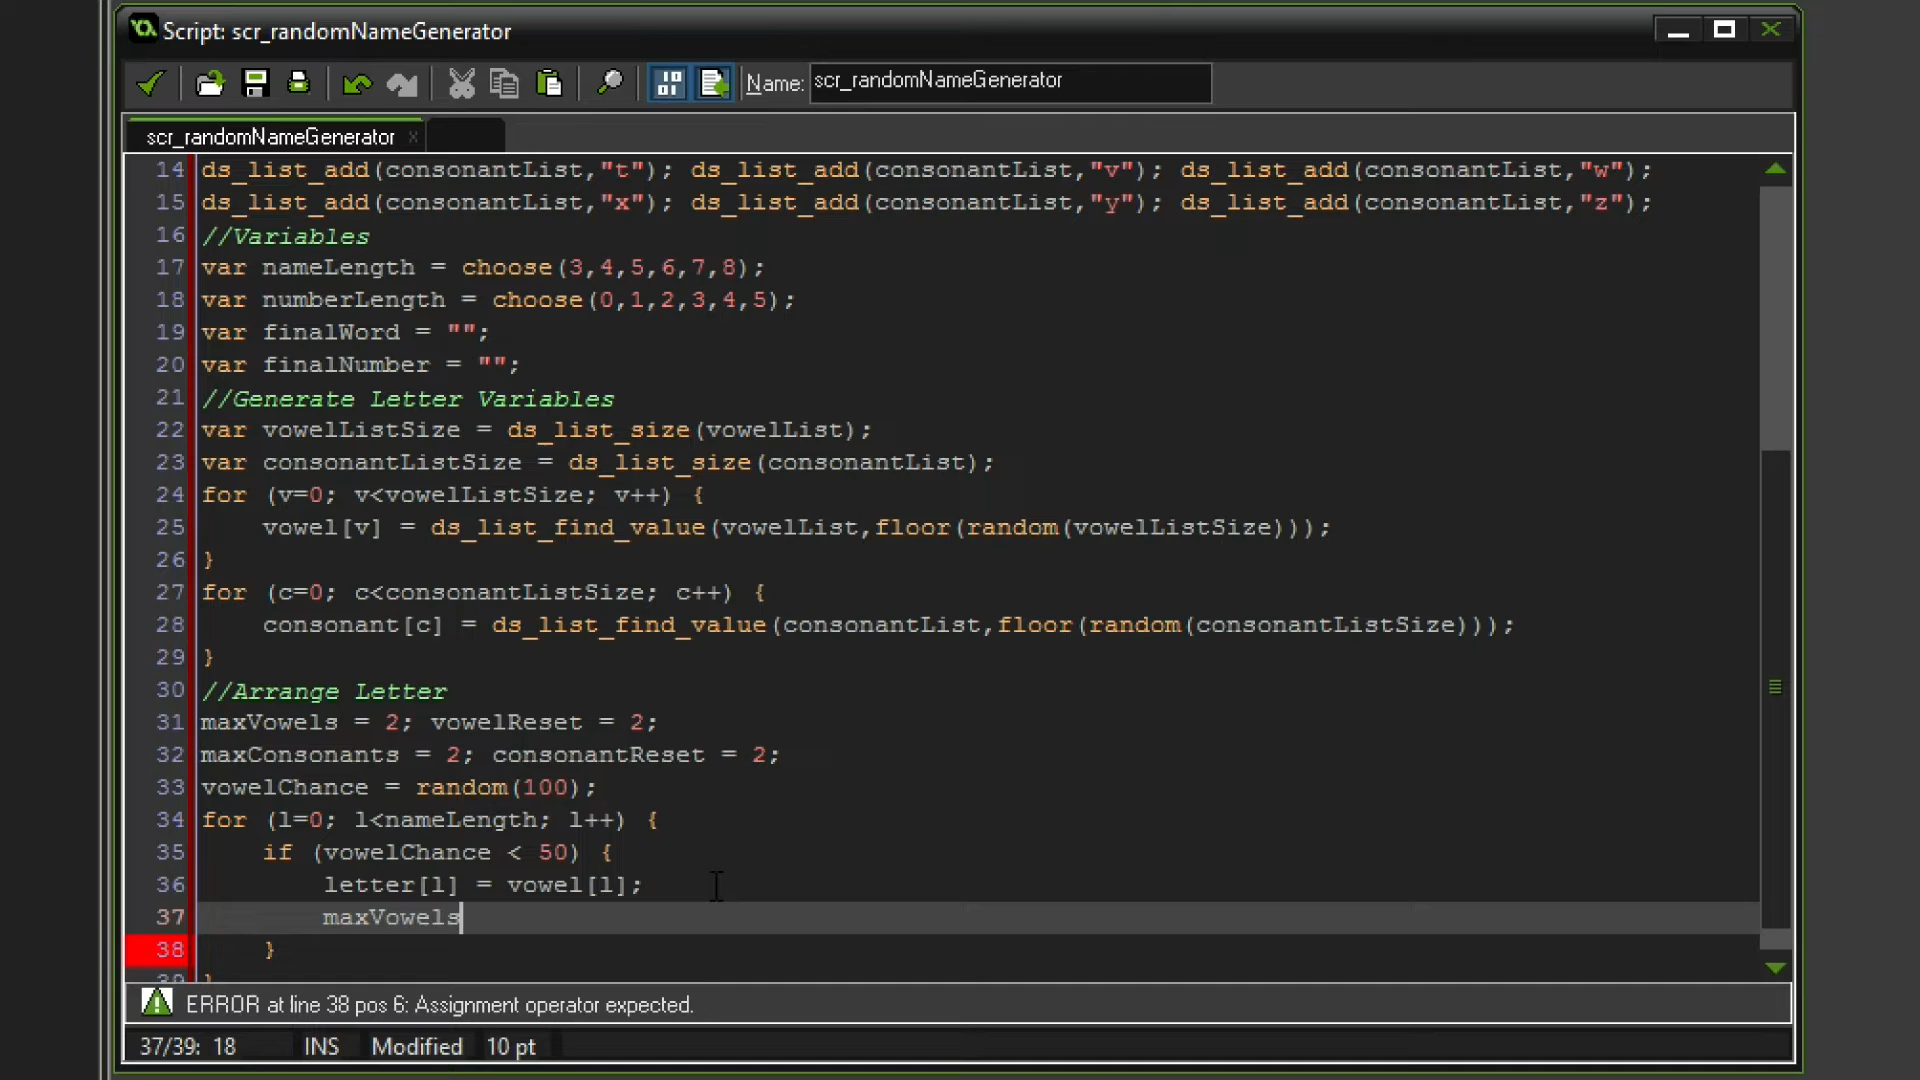 Script: scr_randomNameGenerator
Name: scr_randomNameGenerator
scr_randomNameGenerator ×
14 ds_list_add(consonantList,"t"); ds_list_add(consonantList,"v"); ds_list_add(consonantList,"w");
15 ds_list_add(consonantList,"x"); ds_list_add(consonantList,"y"); ds_list_add(consonantList,"z");
16 //Variables
17 var nameLength = choose(3,4,5,6,7,8);
18 var numberLength = choose(0,1,2,3,4,5);
19 var finalWord = "";
20 var finalNumber = "";
21 //Generate Letter Variables
22 var vowelListSize = ds_list_size(vowelList);
23 var consonantListSize = ds_list_size(consonantList);
24 for (v=0; v<vowelListSize; v++) {
25     vowel[v] = ds_list_find_value(vowelList,floor(random(vowelListSize)));
26 }
27 for (c=0; c<consonantListSize; c++) {
28     consonant[c] = ds_list_find_value(consonantList,floor(random(consonantListSize)));
29 }
30 //Arrange Letter
31 maxVowels = 2; vowelReset = 2;
32 maxConsonants = 2; consonantReset = 2;
33 vowelChance = random(100);
34 for (l=0; l<nameLength; l++) {
35     if (vowelChance < 50) {
36         letter[l] = vowel[l];
37         maxVowels
38     }
39 }
ERROR at line 38 pos 6: Assignment operator expected.
37/39: 18 INS Modified 10 pt